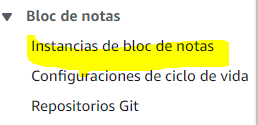 Bloc de notas
Instancias de bloc de notas
Configuraciones de ciclo de vida
Repositorios Git